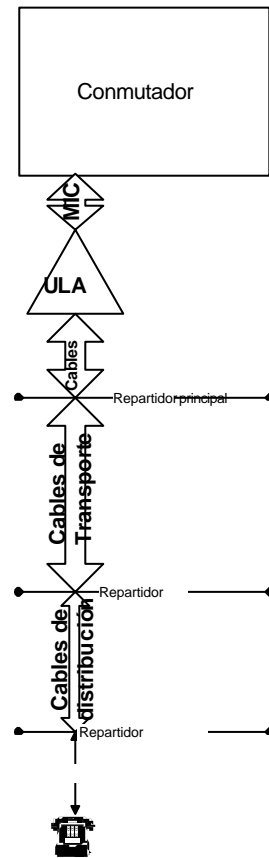 Conmutador
MIC
ULA
Cables
Repartidor principal
Cables de
Transporte
Repartidor
Cables de
distribución
Repartidor